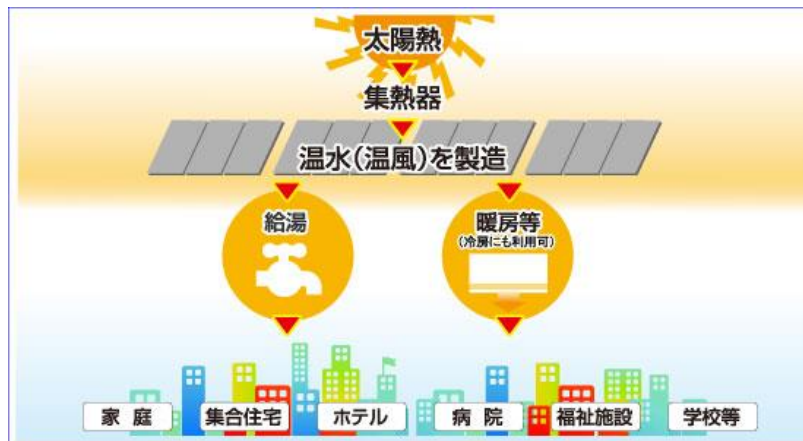 太陽熱
集熱器
温水(温風)を製造
給湯
暖房等
(冷房にも利用可)
家庭
集合住宅
ホテル
病院
福祉施設
学校等